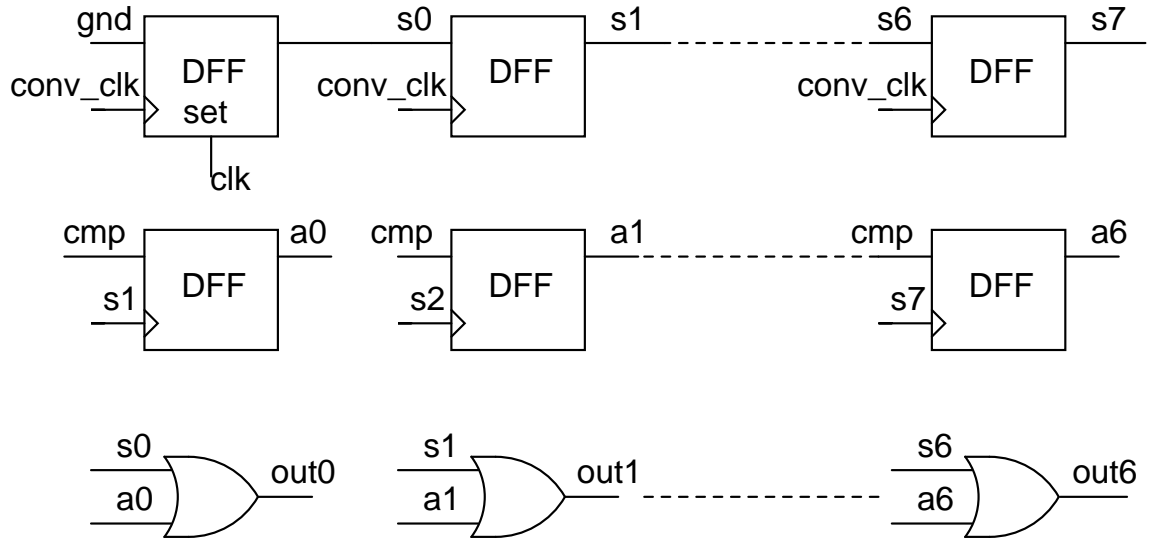 gnd s0 s1 s6 s7
DFF DFF DFF
conv_clk conv_clk conv_clk
set
clk
cmp a0 cmp a1 cmp a6
DFF DFF DFF
s1 s2 s7
s0 s1 s6
out0 out1 out6
a0 a1 a6